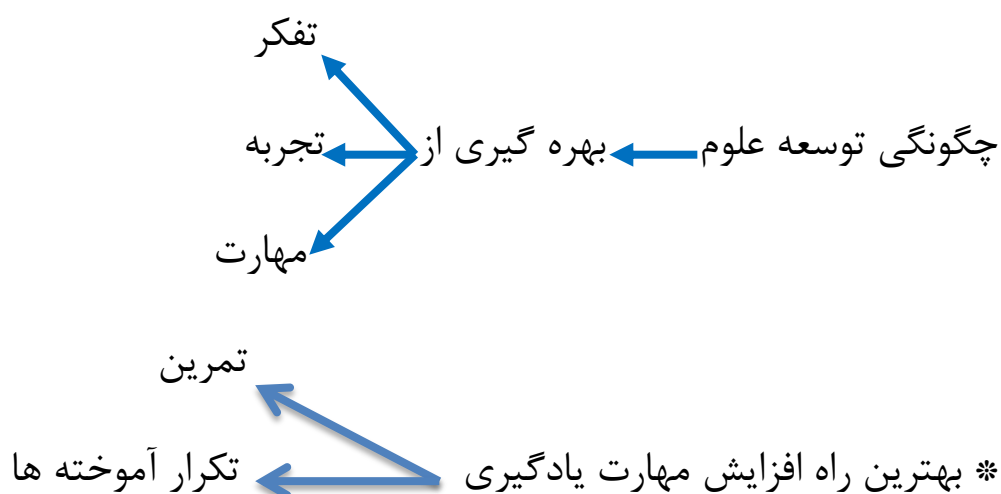 تفکر
چگونگی توسعه علوم بهره گیری از تجربه
مهارت
تمرین
* بهترین راه افزایش مهارت یادگیری تکرار آموخته ها